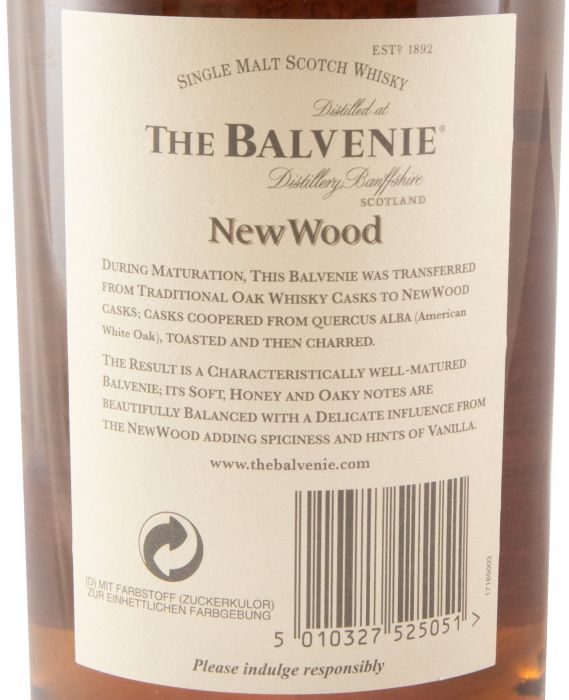 ESTD 1892
SINGLE MALT SCOTCH WHISKY
Distilled at
THE BALVENIE®
Distillery, Banffshire
SCOTLAND
NewWood
DURING MATURATION, THIS BALVENIE WAS TRANSFERRED
FROM TRADITIONAL OAK WHISKY CASKS TO NEWWOOD
CASKS; CASKS COOPERED FROM QUERCUS ALBA (American
White Oak), TOASTED AND THEN CHARRED.
THE RESULT IS A CHARACTERISTICALLY WELL-MATURED
BALVENIE; ITS SOFT, HONEY AND OAKY NOTES ARE
BEAUTIFULLY BALANCED WITH A DELICATE INFLUENCE FROM
THE NEWWOOD ADDING SPICINESS AND HINTS OF VANILLA.
www.thebalvenie.com
(D) MIT FARBSTOFF (ZUCKERKULOR)
ZUR EINHETTLICHEN FARBGEBUNG
5 010327 525051 >
17165003
Please indulge responsibly